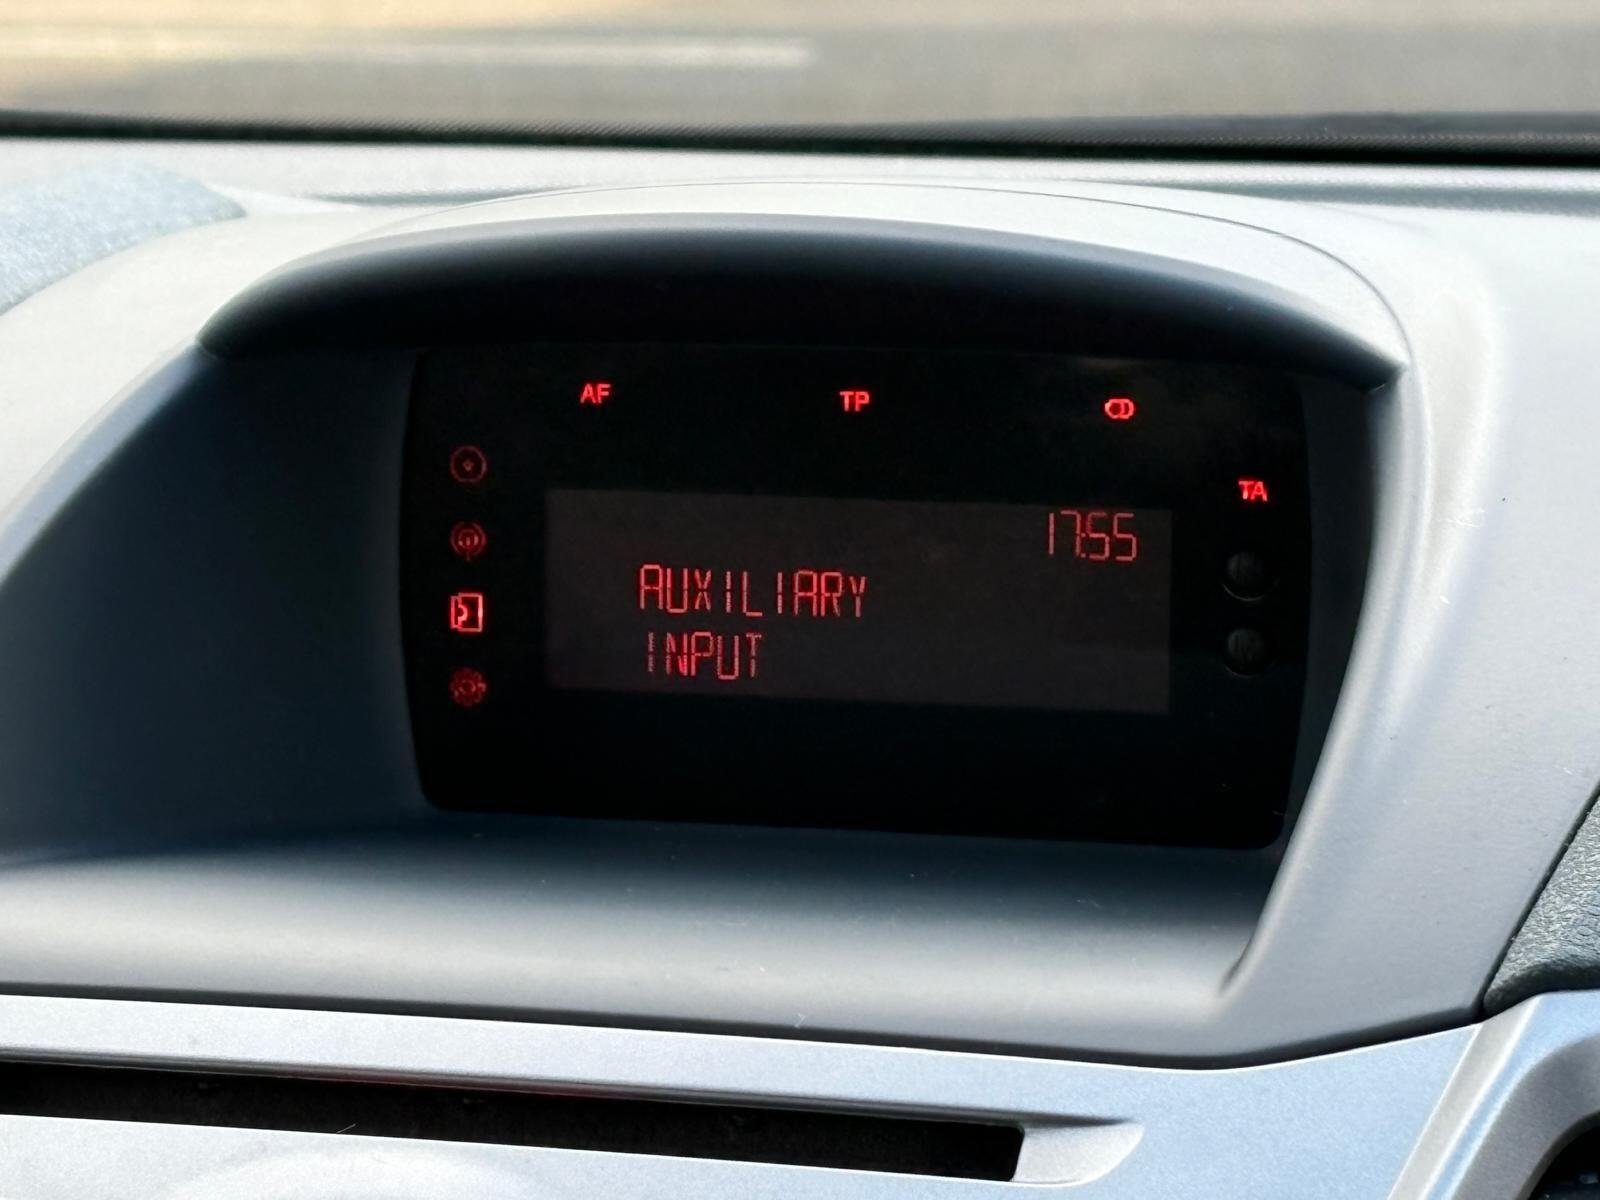 AF TP
TA
17:55
AUXILIARY
INPUT